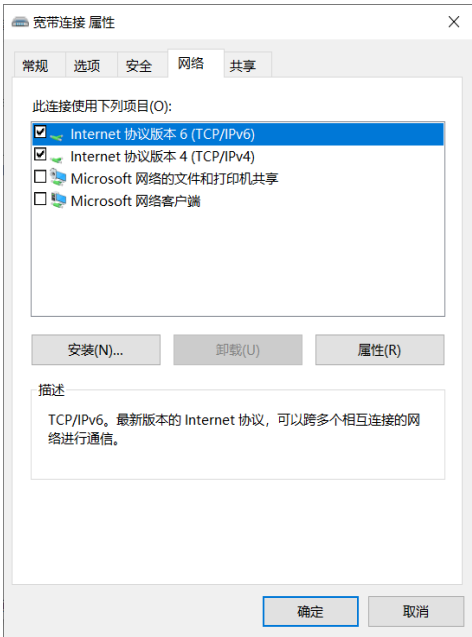 宽带连接 属性
常规
选项
安全
网络
共享
此连接使用下列项目(O):
Internet 协议版本 6 (TCP/IPv6)
Internet 协议版本 4 (TCP/IPv4)
Microsoft 网络的文件和打印机共享
Microsoft 网络客户端
安装(N)...
卸载(U)
属性(R)
描述
TCP/IPv6。最新版本的 Internet 协议，可以跨多个相互连接的网
络进行通信。
确定
取消